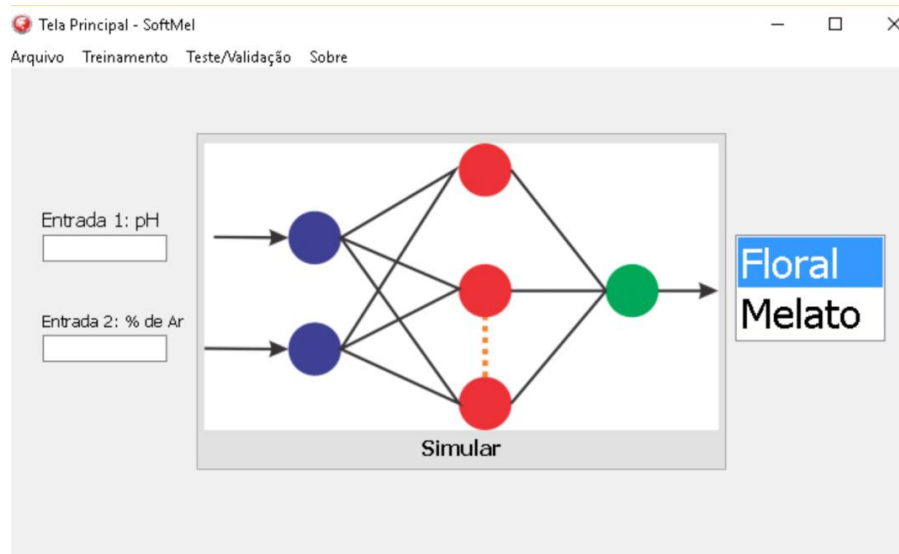 Tela Principal - SoftMel
Arquivo Treinamento Teste/Validação Sobre
Entrada 1: pH
Entrada 2: % de Ar
Simular
Floral
Melato